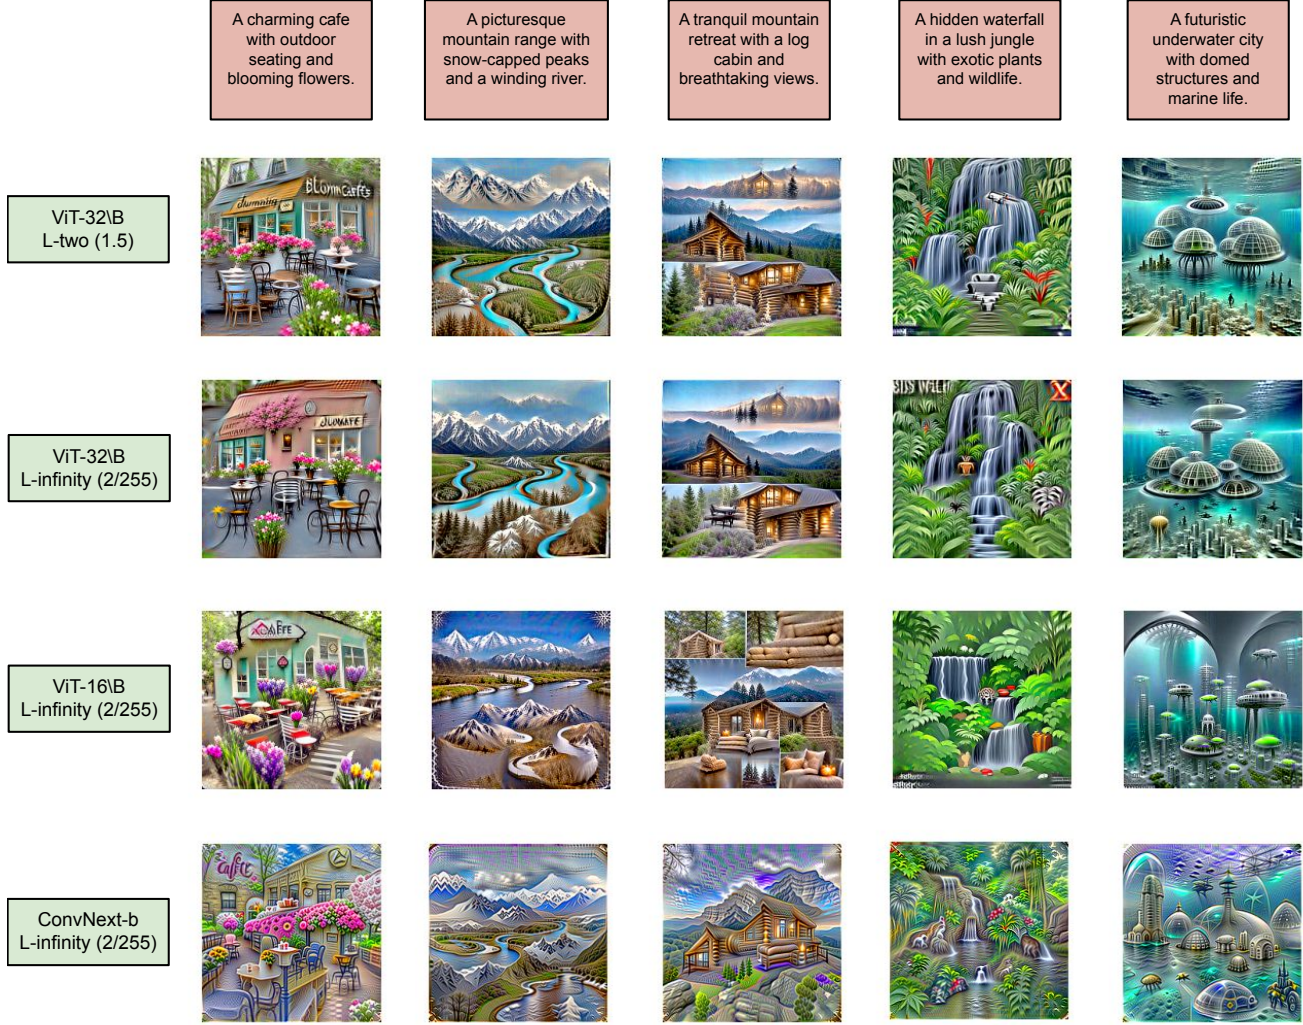 A charming cafe
with outdoor
seating and
blooming flowers.
A picturesque
mountain range with
snow-capped peaks
and a winding river.
A tranquil mountain
retreat with a log
cabin and
breathtaking views.
A hidden waterfall
in a lush jungle
with exotic plants
and wildlife.
A futuristic
underwater city
with domed
structures and
marine life.
ViT-32\B
L-two (1.5)
ViT-32\B
L-infinity (2/255)
X
ViT-16\B
L-infinity (2/255)
ConvNext-b
L-infinity (2/255)